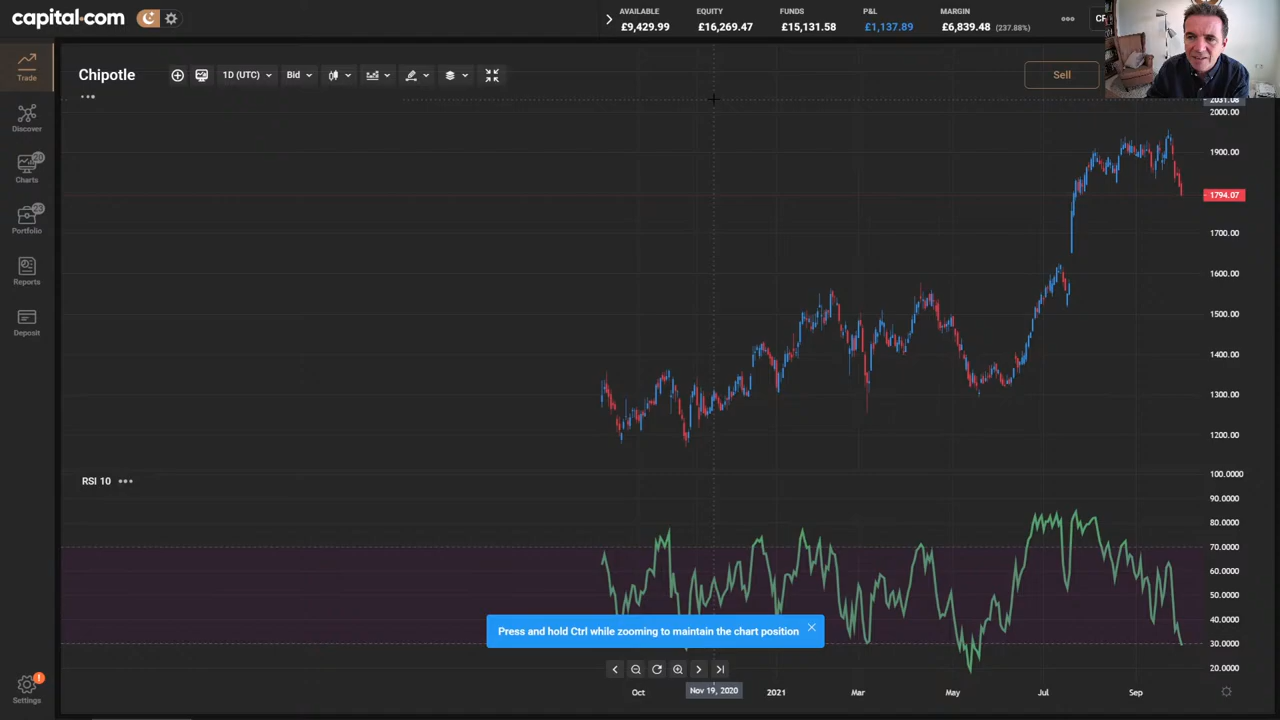 capital.com
AVAILABLE EQUITY FUNDS P&L MARGIN
£9,429.99 £16,269.47 £15,131.58 £1,137.89 £6,839.48 (237.88%)
Trade
Discover
20
Charts
23
Portfolio
Reports
Deposit
Settings
!
Chipotle 1D (UTC) Bid Sell
2031.08
2000.00
1900.00
1794.07
1700.00
1600.00
1500.00
1400.00
1300.00
1200.00
RSI 10
100.0000
90.0000
80.0000
70.0000
60.0000
50.0000
40.0000
30.0000
20.0000
Press and hold Ctrl while zooming to maintain the chart position
Oct Nov 19, 2020 2021 Mar May Jul Sep